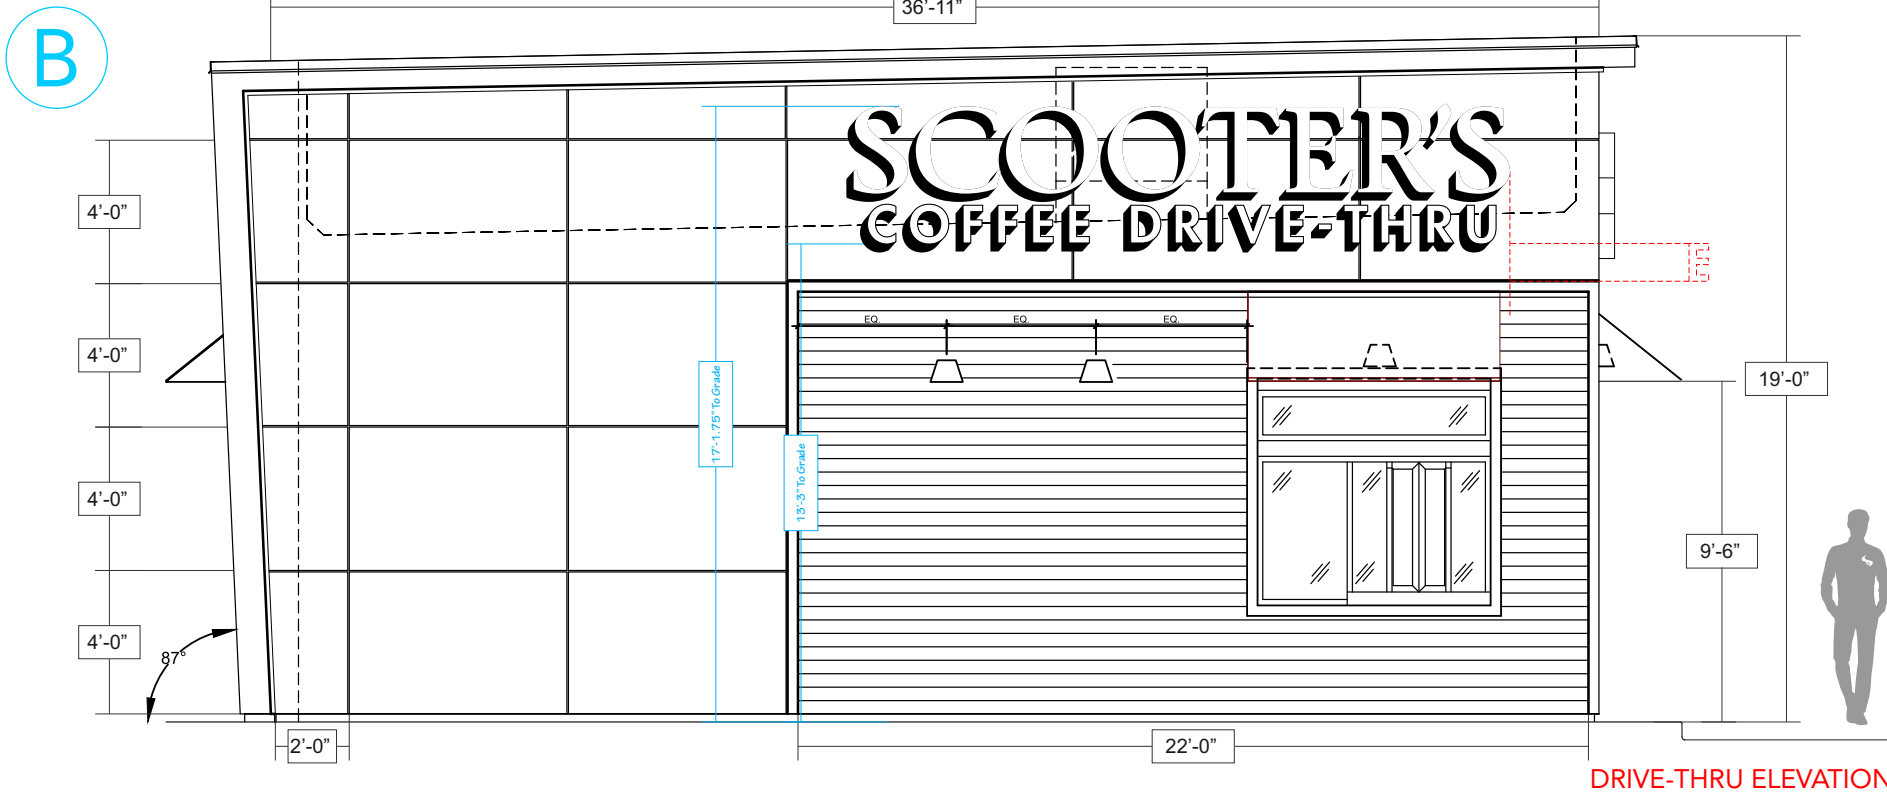 36'-11"
B
SCOOTER'S
COFFEE DRIVE-THRU
4'-0"
4'-0"
4'-0"
4'-0"
EQ.
EQ.
EQ.
17'-1.75" To Grade
13'-3" To Grade
19'-0"
9'-6"
87°
2'-0"
22'-0"
DRIVE-THRU ELEVATION